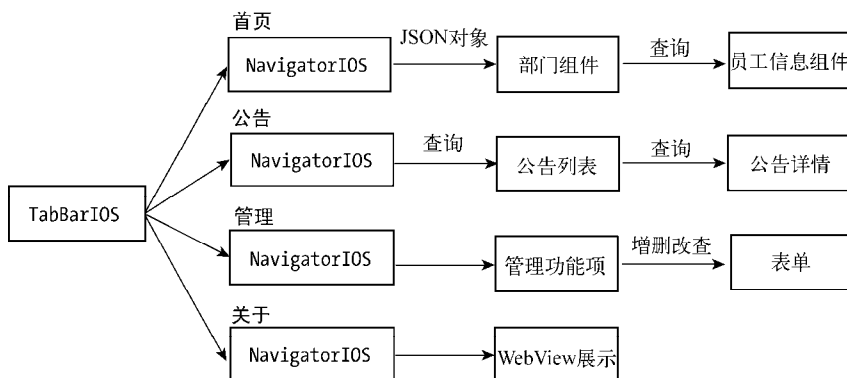 首页
NavigatorIOS
JSON对象
部门组件
查询
员工信息组件
公告
NavigatorIOS
查询
公告列表
查询
公告详情
TabBarIOS
管理
NavigatorIOS
管理功能项
增删改查
表单
关于
NavigatorIOS
WebView展示